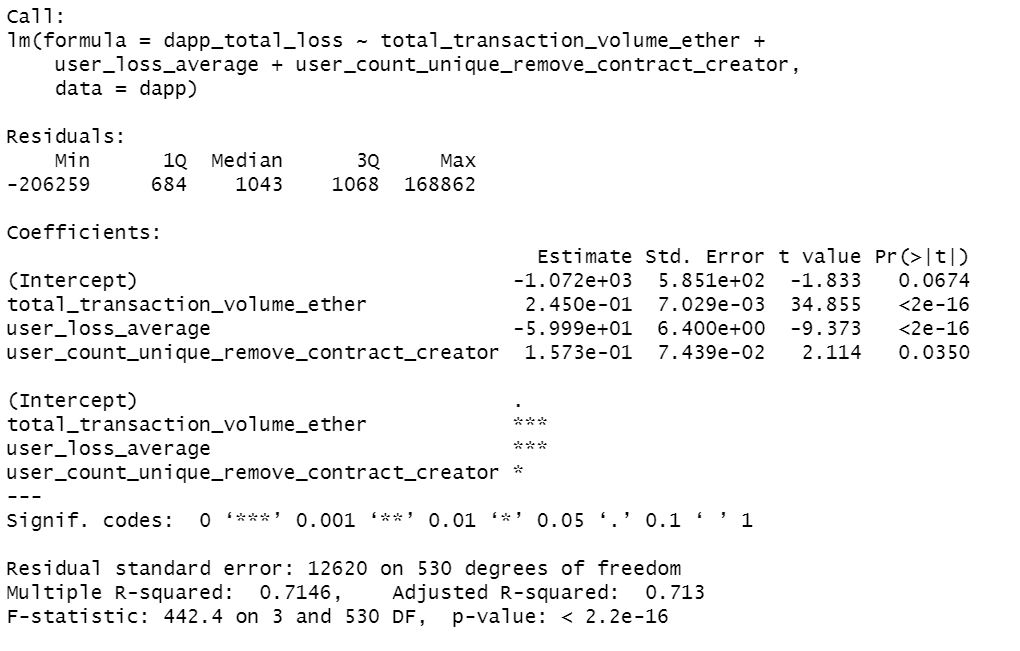 Call:
lm(formula = dapp_total_loss ~ total_transaction_volume_ether +
    user_loss_average + user_count_unique_remove_contract_creator,
    data = dapp)

Residuals:
    Min      1Q  Median      3Q     Max
-206259     684    1043    1068  168862

Coefficients:
                                            Estimate Std. Error t value Pr(>|t|)
(Intercept)                               -1.072e+03  5.851e+02  -1.833   0.0674
total_transaction_volume_ether             2.450e-01  7.029e-03  34.855   <2e-16
user_loss_average                         -5.999e+01  6.400e+00  -9.373   <2e-16
user_count_unique_remove_contract_creator  1.573e-01  7.439e-02   2.114   0.0350

(Intercept)                               .
total_transaction_volume_ether            ***
user_loss_average                         ***
user_count_unique_remove_contract_creator *
---
Signif. codes:  0 ‘***’ 0.001 ‘**’ 0.01 ‘*’ 0.05 ‘.’ 0.1 ‘ ’ 1

Residual standard error: 12620 on 530 degrees of freedom
Multiple R-squared:  0.7146,	Adjusted R-squared:  0.713
F-statistic: 442.4 on 3 and 530 DF,  p-value: < 2.2e-16